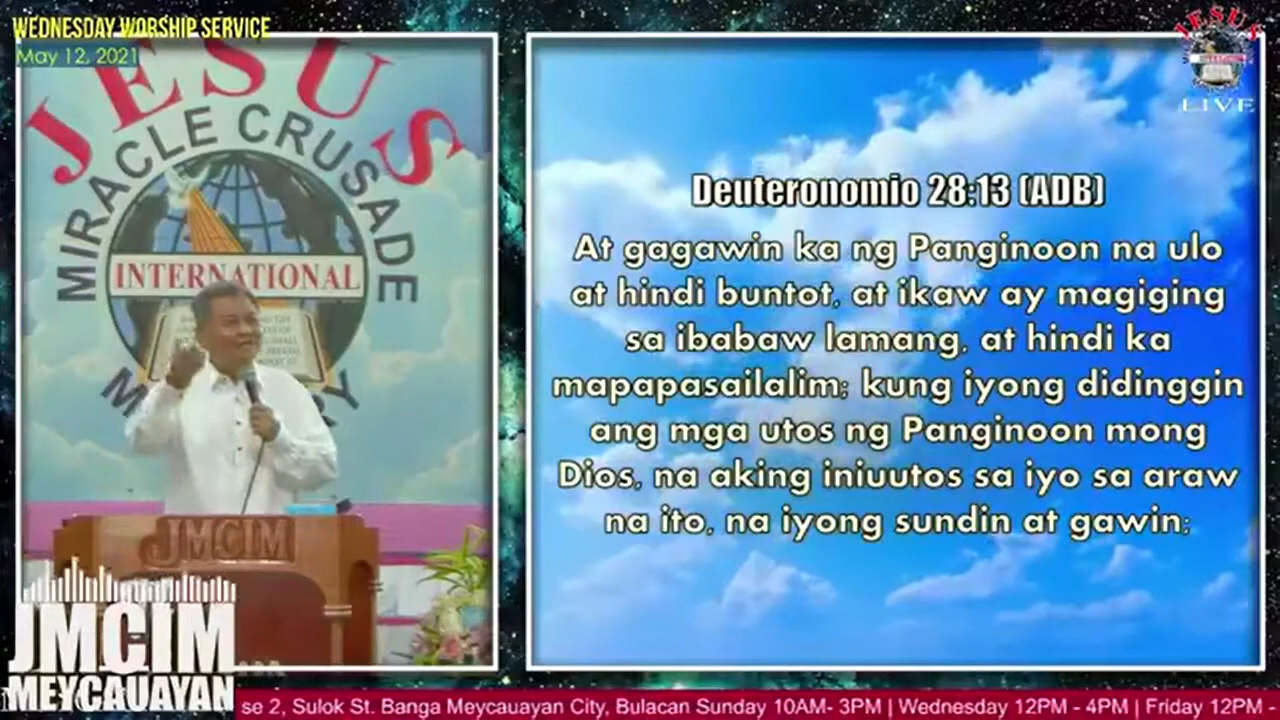 WEDNESDAY WORSHIP SERVICE
May 12, 2021
JESUS
MIRACLE CRUSADE
INTERNATIONAL
JMCIM
JESUS
LIVE
Deuteronomio 28:13 (ADB)
At gagawin ka ng Panginoon na ulo
at hindi buntot, at ikaw ay magiging
sa ibabaw lamang, at hindi ka
mapapasailalim; kung iyong didinggin
ang mga utos ng Panginoon mong
Dios, na aking iniuutos sa iyo sa araw
na ito, na iyong sundin at gawin;
JMCIM
MEYCAUAYAN
se 2, Sulok St. Banga Meycauayan City, Bulacan Sunday 10AM- 3PM | Wednesday 12PM - 4PM | Friday 12PM -